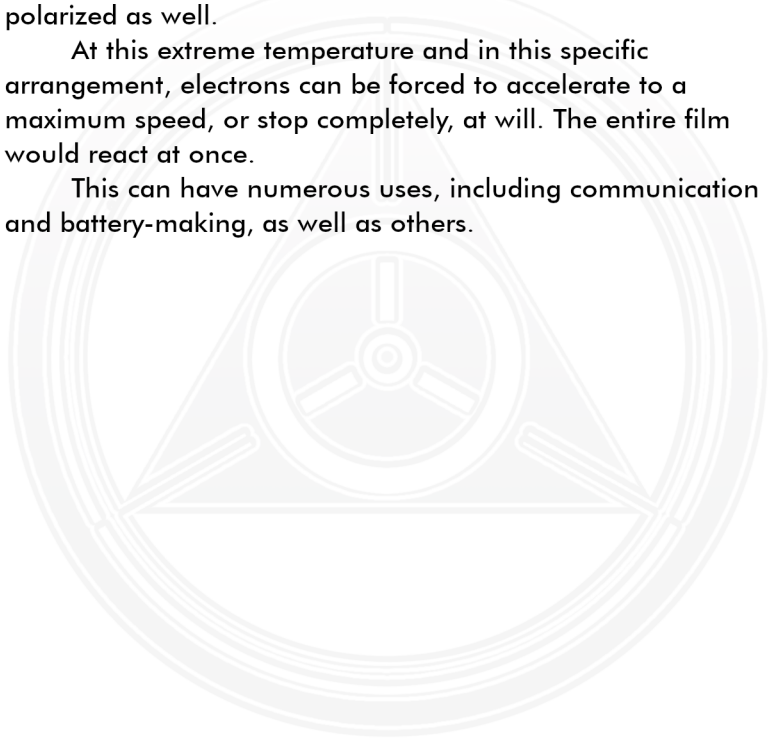 polarized as well.
At this extreme temperature and in this specific
arrangement, electrons can be forced to accelerate to a
maximum speed, or stop completely, at will. The entire film
would react at once.
This can have numerous uses, including communication
and battery-making, as well as others.